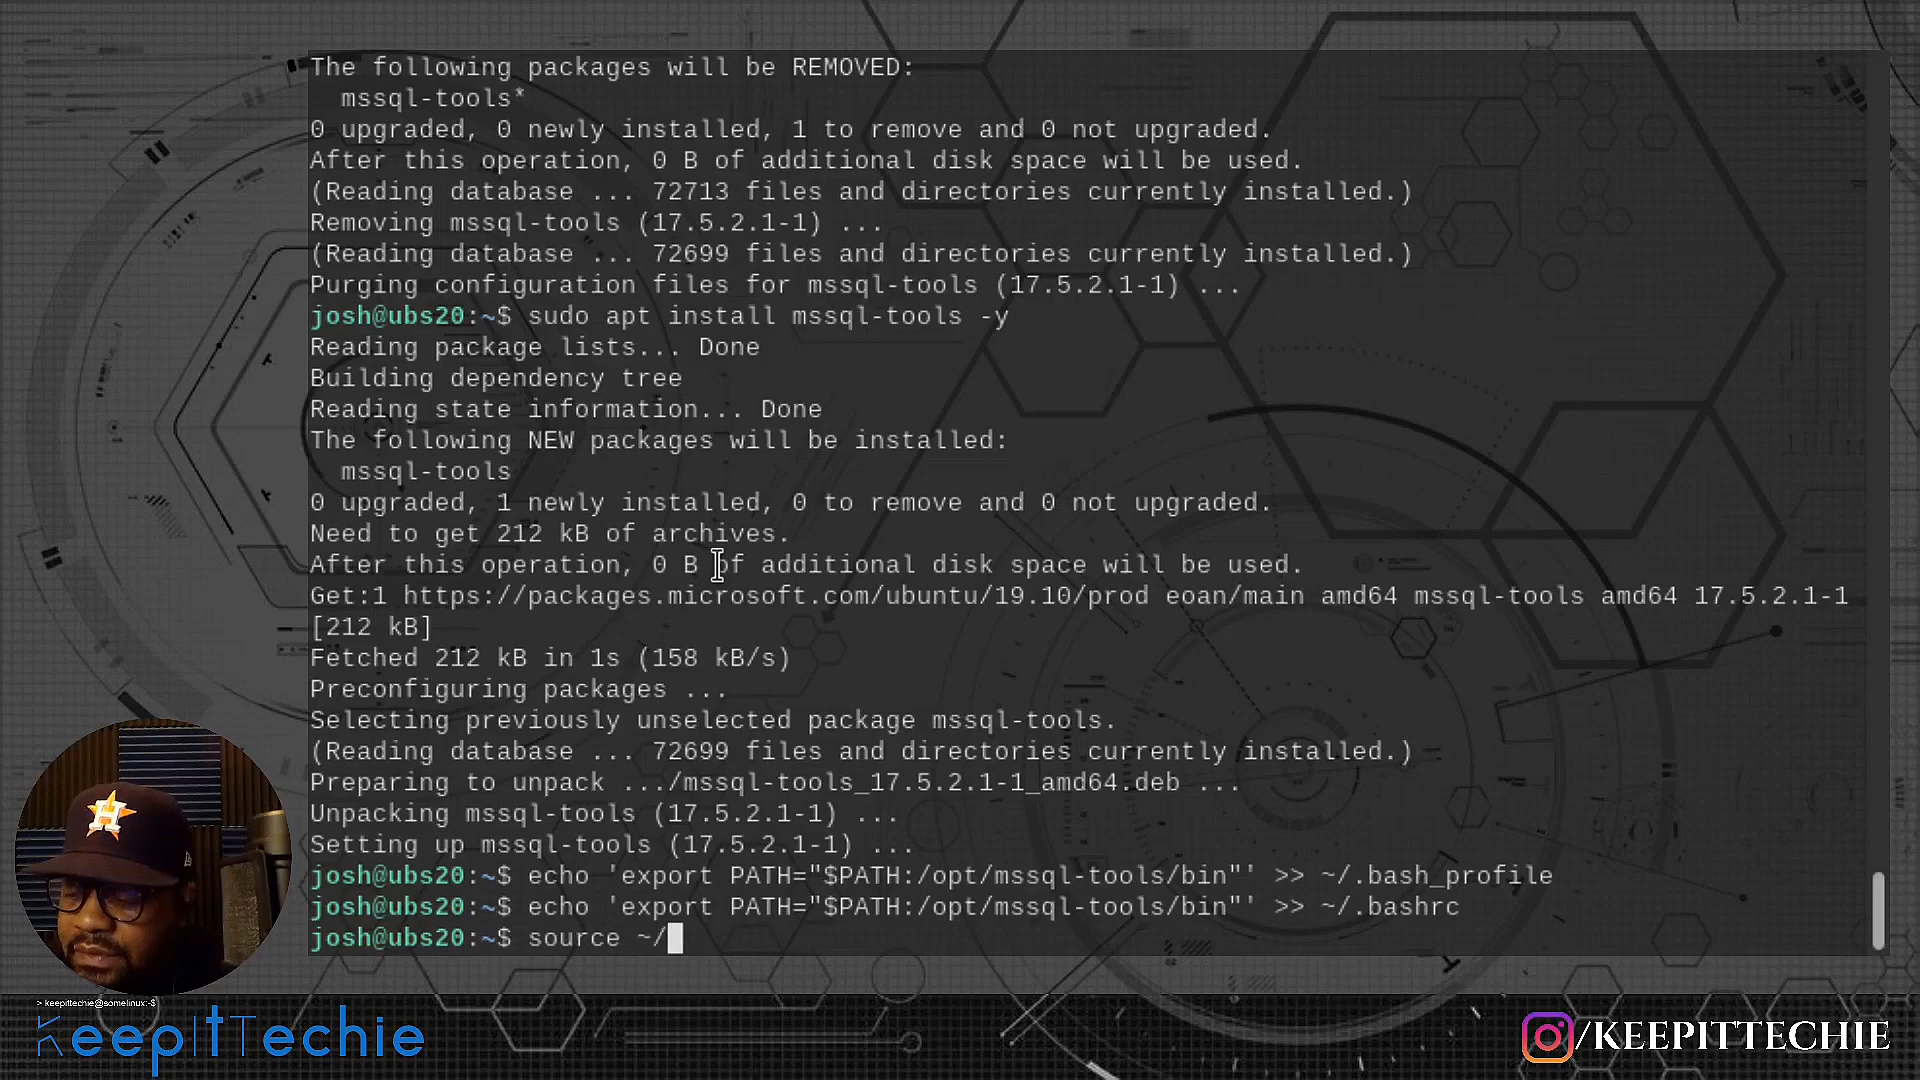 The following packages will be REMOVED:
  mssql-tools*
0 upgraded, 0 newly installed, 1 to remove and 0 not upgraded.
After this operation, 0 B of additional disk space will be used.
(Reading database ... 72713 files and directories currently installed.)
Removing mssql-tools (17.5.2.1-1) ...
(Reading database ... 72699 files and directories currently installed.)
Purging configuration files for mssql-tools (17.5.2.1-1) ...
josh@ubs20:~$ sudo apt install mssql-tools -y
Reading package lists... Done
Building dependency tree
Reading state information... Done
The following NEW packages will be installed:
  mssql-tools
0 upgraded, 1 newly installed, 0 to remove and 0 not upgraded.
Need to get 212 kB of archives.
After this operation, 0 B of additional disk space will be used.
Get:1 https://packages.microsoft.com/ubuntu/19.10/prod eoan/main amd64 mssql-tools amd64 17.5.2.1-1
[212 kB]
Fetched 212 kB in 1s (158 kB/s)
Preconfiguring packages ...
Selecting previously unselected package mssql-tools.
(Reading database ... 72699 files and directories currently installed.)
Preparing to unpack .../mssql-tools_17.5.2.1-1_amd64.deb ...
Unpacking mssql-tools (17.5.2.1-1) ...
Setting up mssql-tools (17.5.2.1-1) ...
josh@ubs20:~$ echo 'export PATH="$PATH:/opt/mssql-tools/bin"' >> ~/.bash_profile
josh@ubs20:~$ echo 'export PATH="$PATH:/opt/mssql-tools/bin"' >> ~/.bashrc
josh@ubs20:~$ source ~/
H
> keepittechie@somelinux:~$
KeepItTechie
/KEEPITTECHIE